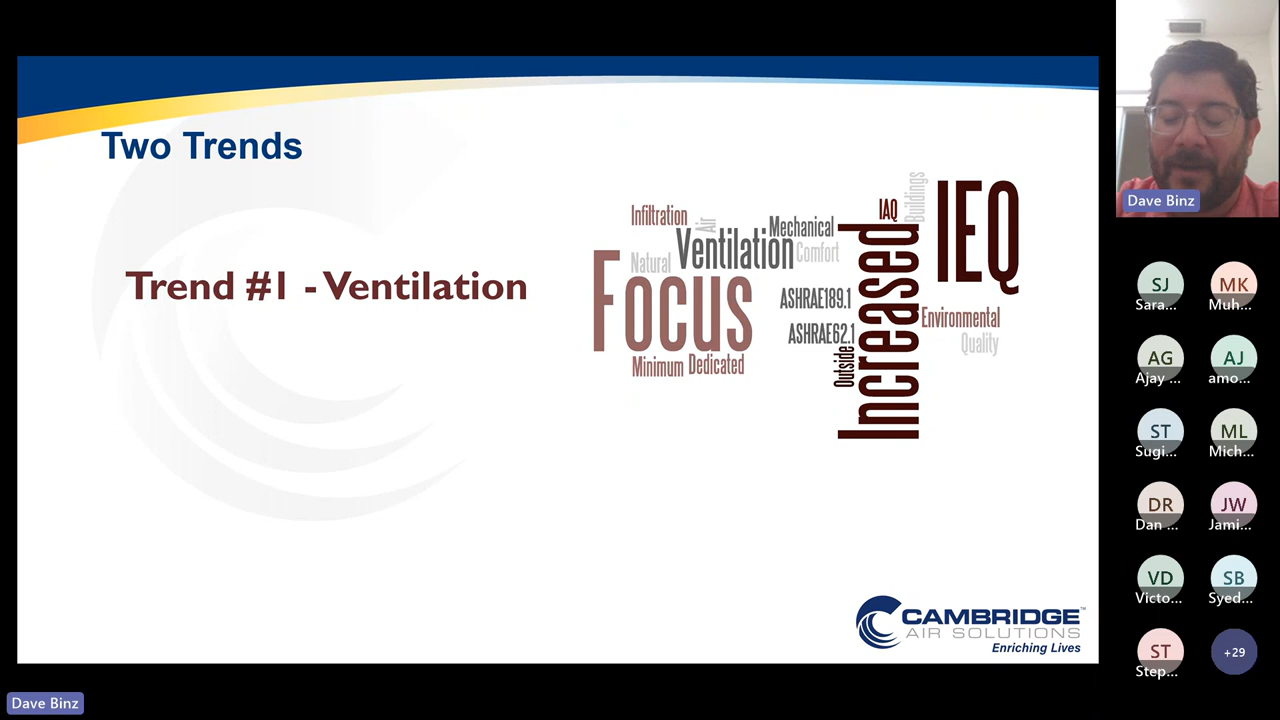 Two Trends
Trend #1 - Ventilation
Infiltration
Air
Mechanical
Natural
Ventilation
Comfort
Focus
ASHRAE189.1
ASHRAE62.1
Minimum
Dedicated
Outside
Increased
IAQ
Buildings
IEQ
Environmental
Quality
CAMBRIDGE™
AIR SOLUTIONS
Enriching Lives
Dave Binz
Dave Binz
SJ
Sara...
MK
Muh...
AG
Ajay ...
AJ
amo...
ST
Sugi...
ML
Mich...
DR
Dan ...
JW
Jami...
VD
Victo...
SB
Syed...
ST
Step...
+29